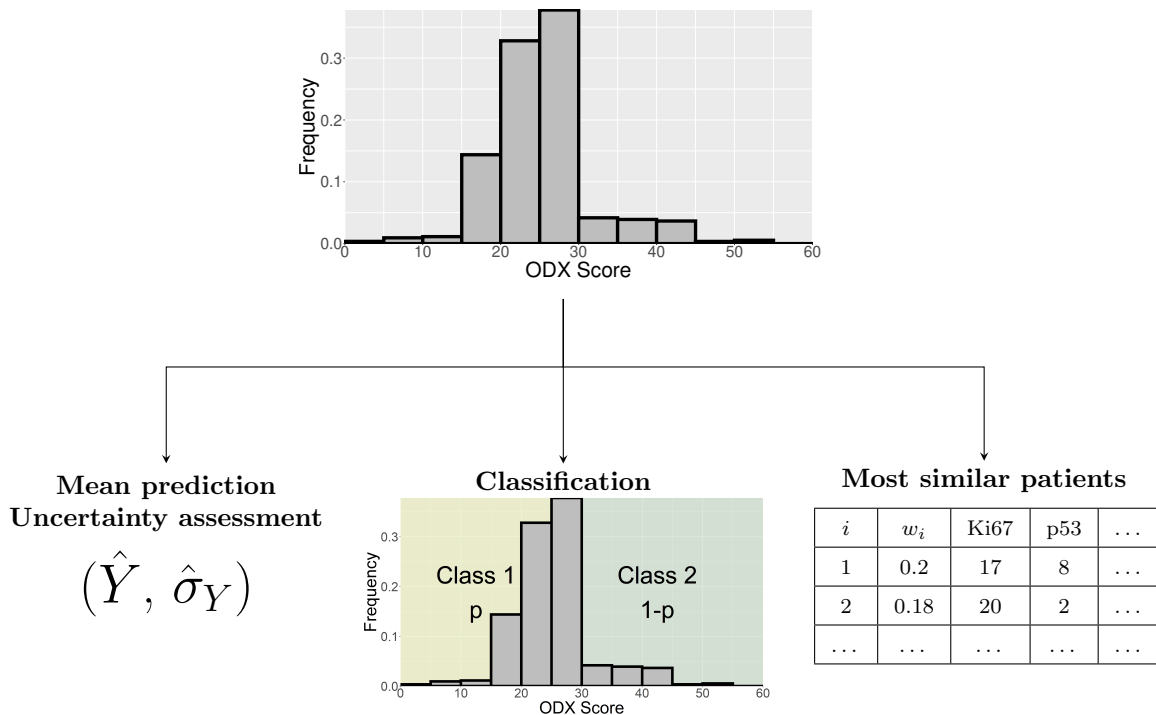 0.3
0.2
0.1
0.0
Frequency
0 10 20 30 40 50 60
ODX Score
Mean prediction
Uncertainty assessment
(Ŷ, σ̂_Y)
Classification
0.3
0.2
0.1
0.0
Frequency
Class 1
p
Class 2
1-p
0 10 20 30 40 50 60
ODX Score
Most similar patients
i w_i Ki67 p53 ...
1 0.2 17 8 ...
2 0.18 20 2 ...
... ... ... ... ...